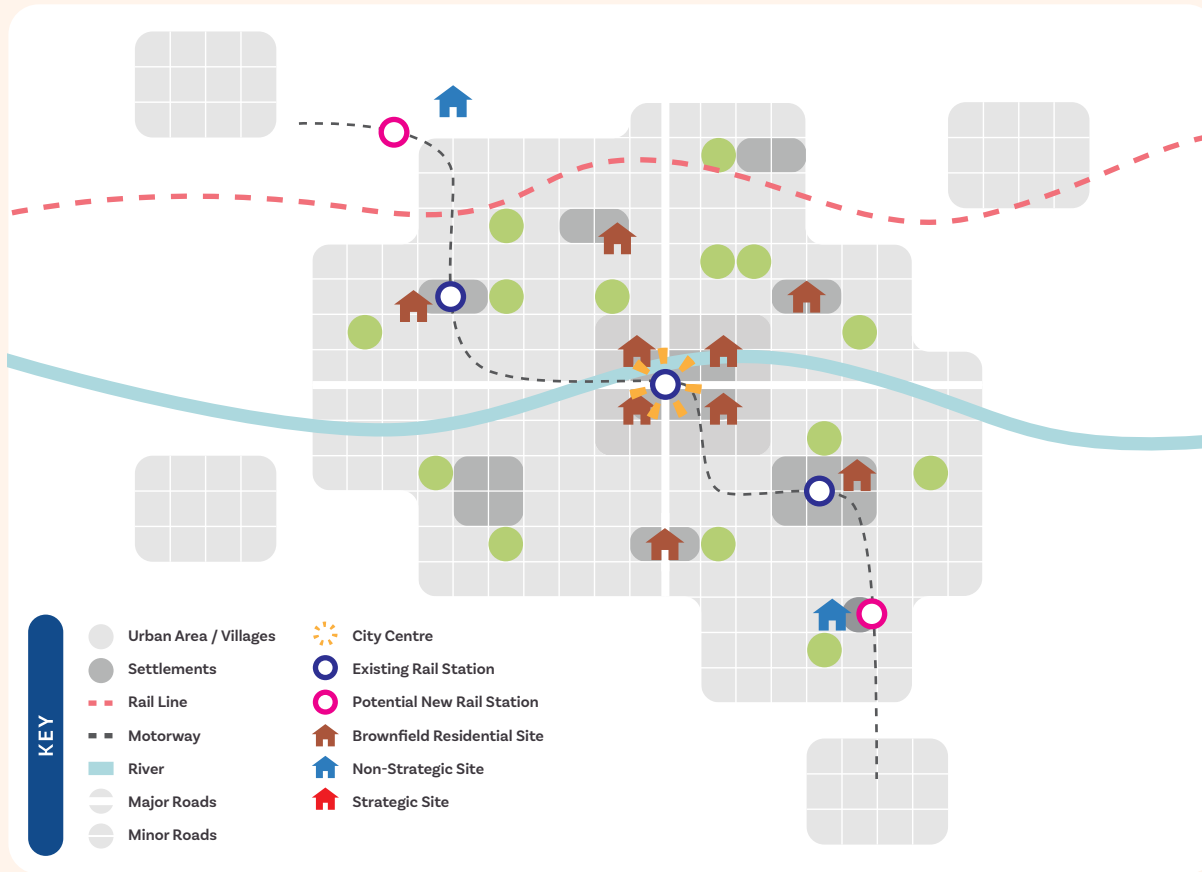 KEY
Urban Area / Villages
Settlements
Rail Line
Motorway
River
Major Roads
Minor Roads
City Centre
Existing Rail Station
Potential New Rail Station
Brownfield Residential Site
Non-Strategic Site
Strategic Site